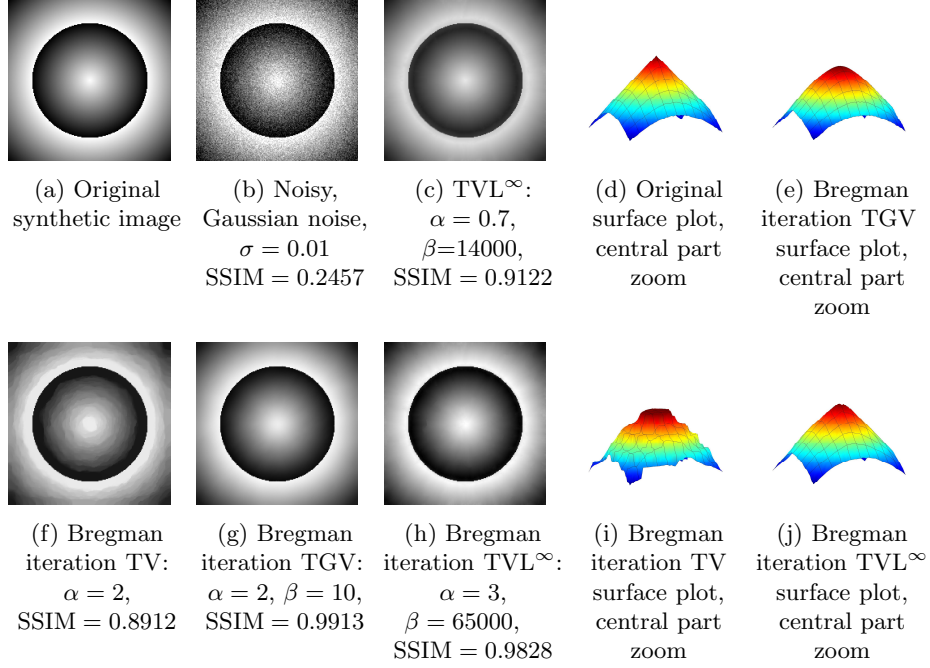 (a) Original
synthetic image
(b) Noisy,
Gaussian noise,
σ = 0.01
SSIM = 0.2457
(c) TVL∞:
α = 0.7,
β=14000,
SSIM = 0.9122
(d) Original
surface plot,
central part
zoom
(e) Bregman
iteration TGV
surface plot,
central part
zoom
(f) Bregman
iteration TV:
α = 2,
SSIM = 0.8912
(g) Bregman
iteration TGV:
α = 2, β = 10,
SSIM = 0.9913
(h) Bregman
iteration TVL∞:
α = 3,
β = 65000,
SSIM = 0.9828
(i) Bregman
iteration TV
surface plot,
central part
zoom
(j) Bregman
iteration TVL∞
surface plot,
central part
zoom